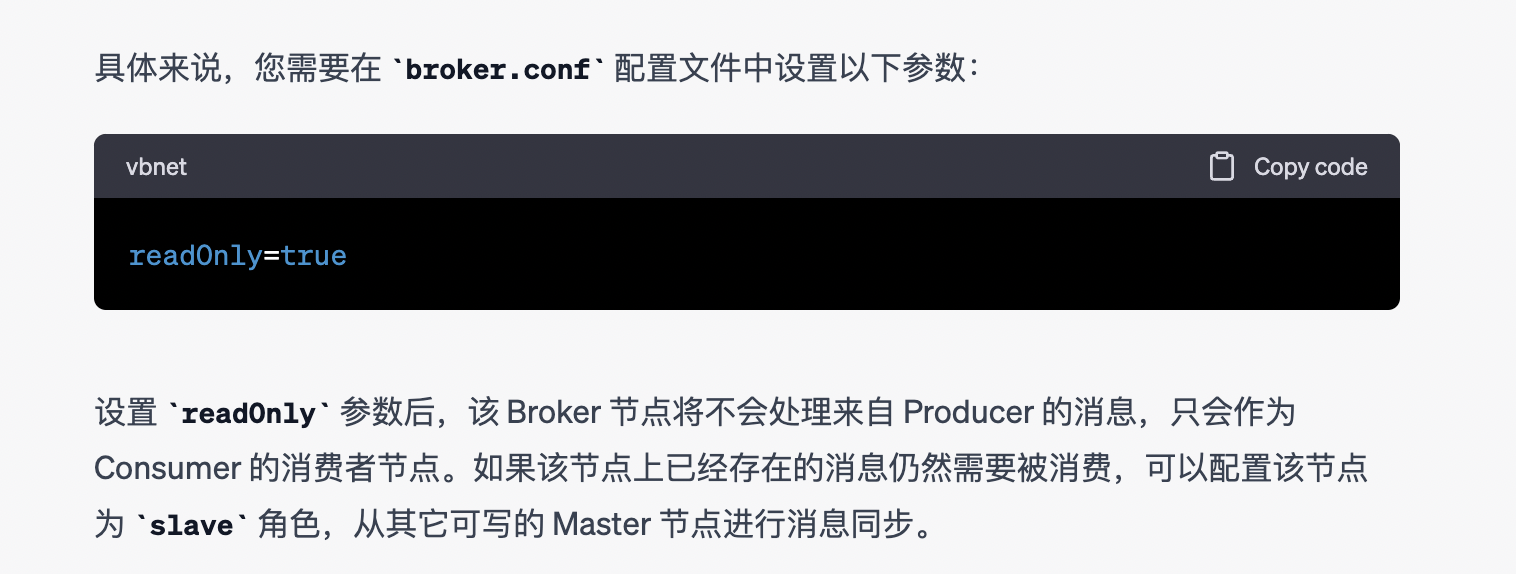 具体来说，您需要在 `broker.conf` 配置文件中设置以下参数：
vbnet
Copy code
readOnly=true
设置 `readOnly` 参数后，该 Broker 节点将不会处理来自 Producer 的消息，只会作为
Consumer 的消费者节点。如果该节点上已经存在的消息仍然需要被消费，可以配置该节点
为 `slave` 角色，从其它可写的 Master 节点进行消息同步。